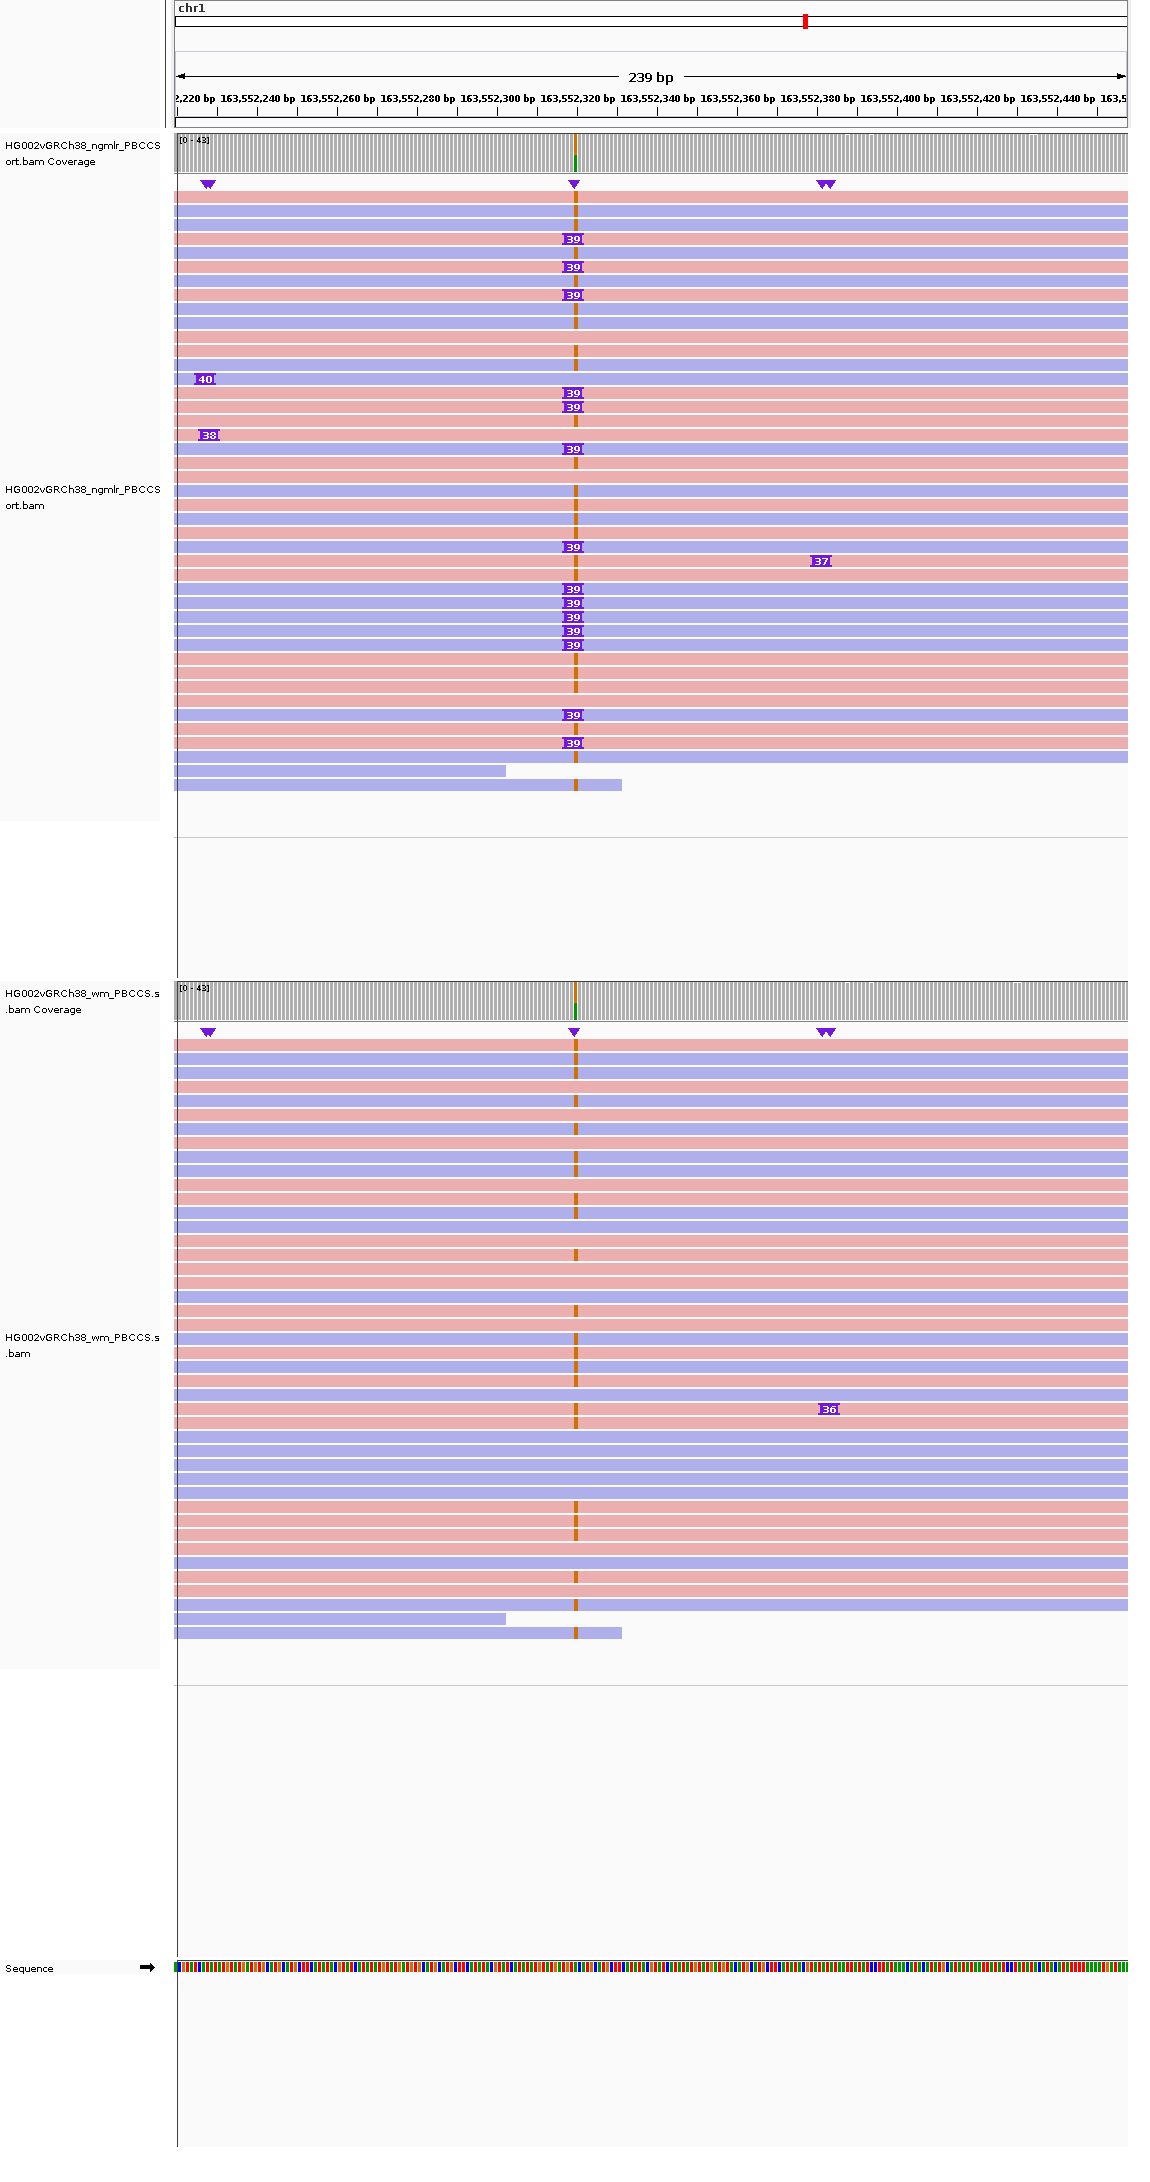 chr1
239 bp
2,220 bp 163,552,240 bp 163,552,260 bp 163,552,280 bp 163,552,300 bp 163,552,320 bp 163,552,340 bp 163,552,360 bp 163,552,380 bp 163,552,400 bp 163,552,420 bp 163,552,440 bp 163,5
HG002vGRCh38_ngmlr_PBCCS
ort.bam Coverage
[0 - 43]
39
39
39
40
39
39
38
39
HG002vGRCh38_ngmlr_PBCCS
ort.bam
39
37
39
39
39
39
39
39
39
HG002vGRCh38_wm_PBCCS.s
.bam Coverage
[0 - 43]
HG002vGRCh38_wm_PBCCS.s
.bam
36
Sequence